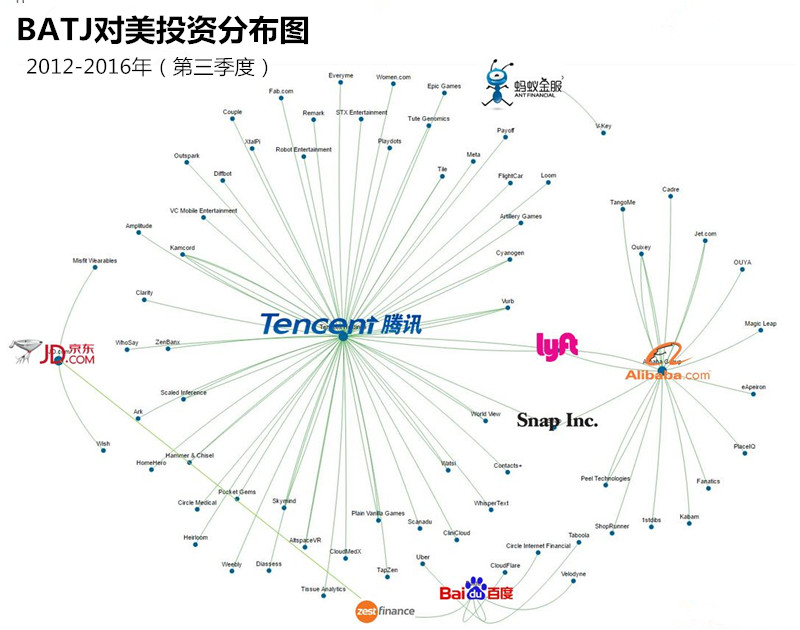 BATJ对美投资分布图
2012-2016年（第三季度）
Everyme
Women.com
Epic Games
蚂蚁金服
ANT FINANCIAL
Fab.com
Couple
Remark
STX Entertainment
Tute Genomics
V-Key
XtalPi
Robot Entertainment
Playdots
Payoff
Outspark
Meta
Diffbot
Tile
FlightCar
Loom
Cadre
TangoMe
VC Mobile Entertainment
Artillery Games
Amplitude
Jet.com
Kamcord
Cyanogen
Quixey
Misfit Wearables
OUYA
Clarity
Vurb
Tencent 腾讯
Magic Leap
JD.京东
.COM
WhoSay
ZenBanx
lyft
Alibaba.com
eApeiron
Scaled Inference
Ark
World View
Snap Inc.
Wish
PlaceIQ
Hammer & Chisel
HomeHero
Watsi
Contacts+
Peel Technologies
Fanatics
Pocket Gems
Circle Medical
Skymind
WhisperText
Plain Vanilla Games
Scanadu
ShopRunner
1stdibs
Kabam
Heirloom
AltspaceVR
CloudMedX
ClinCloud
Taboola
Circle Internet Financial
Weebly
Diassess
TapZen
Uber
CloudFlare
Velodyne
Tissue Analytics
Bai du 百度
zest finance